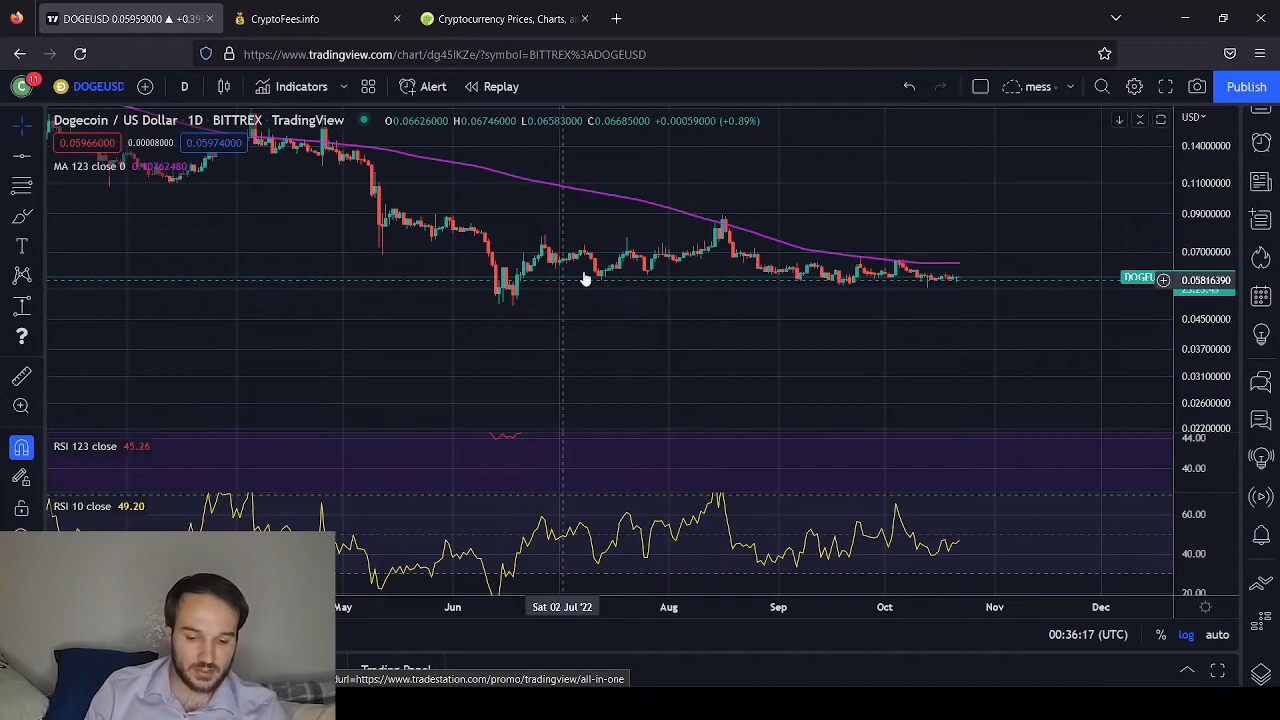 DOGEUSD 0.05959000 ▲ +0.39
CryptoFees.info
Cryptocurrency Prices, Charts, a
https://www.tradingview.com/chart/dg45lKZe/?symbol=BITTREX%3ADOGEUSD
C 11 DOGEUSD D Indicators Alert Replay mess Publish
Dogecoin / US Dollar 1D BITTREX TradingView O0.06626000 H0.06746000 L0.06583000 C0.06685000 +0.00059000 (+0.89%) USD
0.05966000 0.00008000 0.05974000
MA 123 close 0
0.14000000
0.11000000
0.09000000
0.07000000
DOGEU 0.05816390
0.04500000
0.03700000
0.03100000
0.02600000
0.02200000
RSI 123 close 45.26
44.00
40.00
RSI 10 close 49.20
60.00
40.00
20.00
May Jun Sat 02 Jul '22 Aug Sep Oct Nov Dec
00:36:17 (UTC) % log auto
Trading Panel
durl=https://www.tradestation.com/promo/tradingview/all-in-one